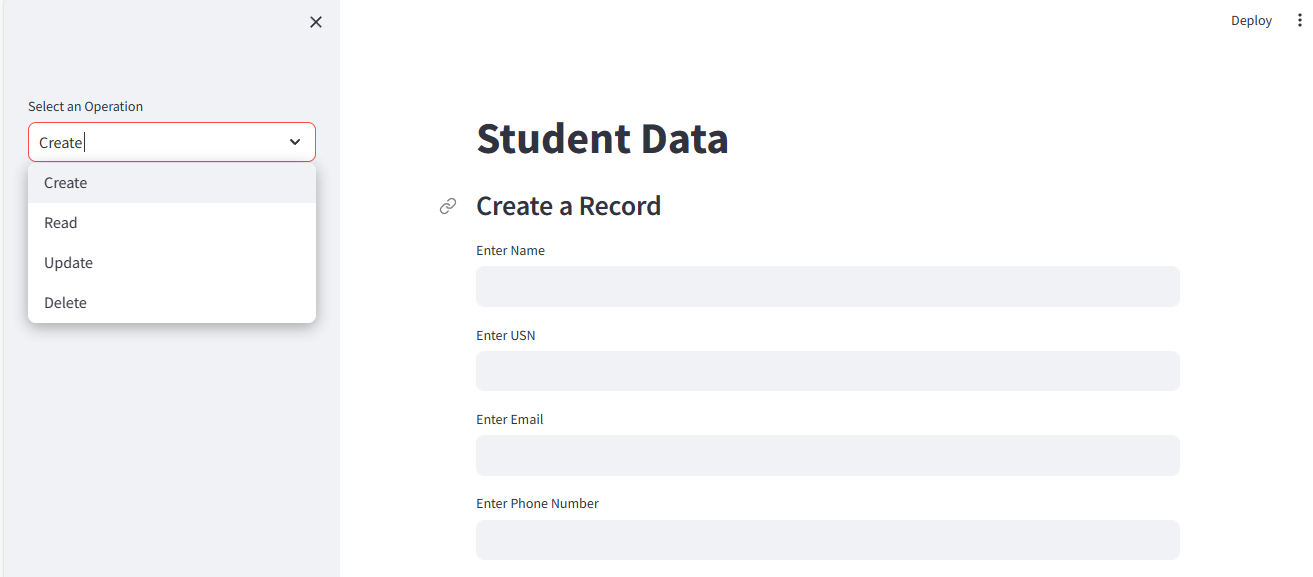 Deploy
Select an Operation
Create
Create
Read
Update
Delete
Student Data
Create a Record
Enter Name
Enter USN
Enter Email
Enter Phone Number